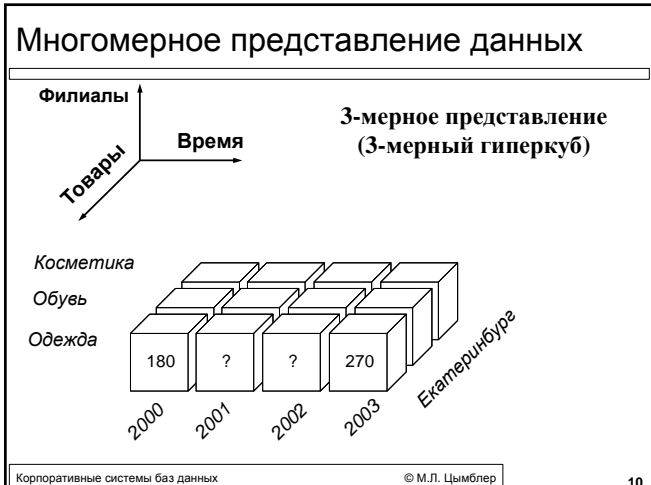 Многомерное представление данных
Филиалы
Время
Товары
3-мерное представление
(3-мерный гиперкуб)
Косметика
Обувь
Одежда
180 ? ? 270
2000 2001 2002 2003
Екатеринбург
Корпоративные системы баз данных © М.Л. Цымблер 10